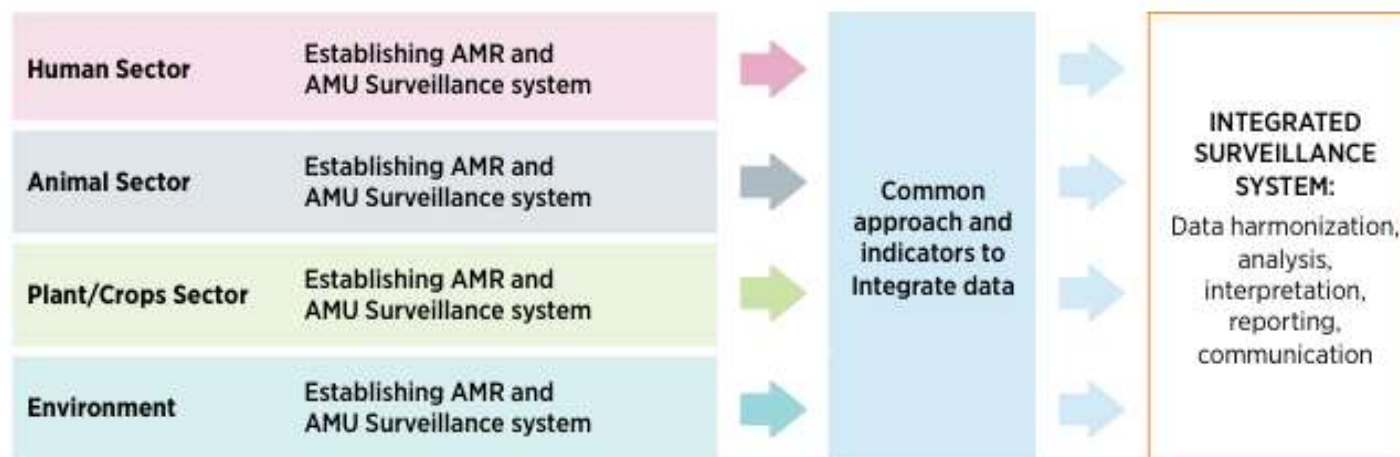 Human Sector
Establishing AMR and
AMU Surveillance system
Animal Sector
Establishing AMR and
AMU Surveillance system
Plant/Crops Sector
Establishing AMR and
AMU Surveillance system
Environment
Establishing AMR and
AMU Surveillance system
Common
approach and
indicators to
Integrate data
INTEGRATED
SURVEILLANCE
SYSTEM:
Data harmonization,
analysis,
interpretation,
reporting,
communication